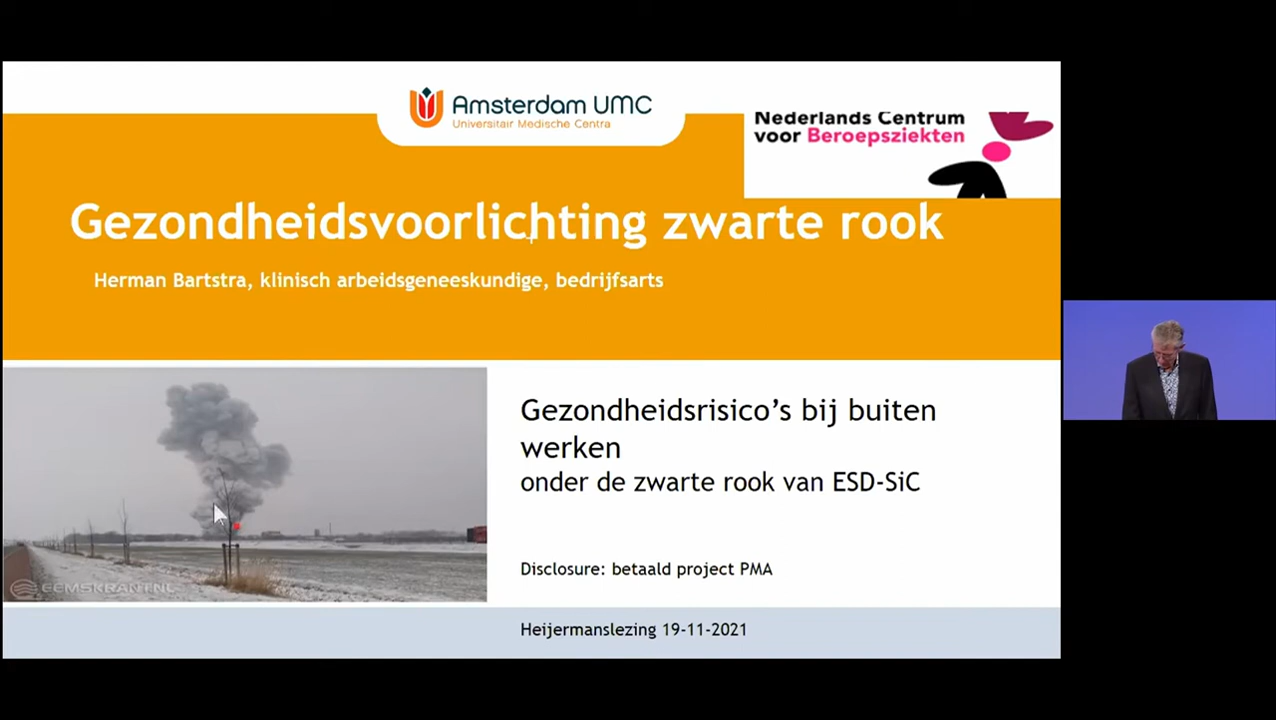 Amsterdam UMC
Universitair Medische Centra
Nederlands Centrum
voor Beroepsziekten
Gezondheidsvoorlichting zwarte rook
Herman Bartstra, klinisch arbeidsgeneeskundige, bedrijfsarts
Gezondheidsrisico's bij buiten
werken
onder de zwarte rook van ESD-SiC
EEMSKRANT.NL
Disclosure: betaald project PMA
Heijermanslezing 19-11-2021